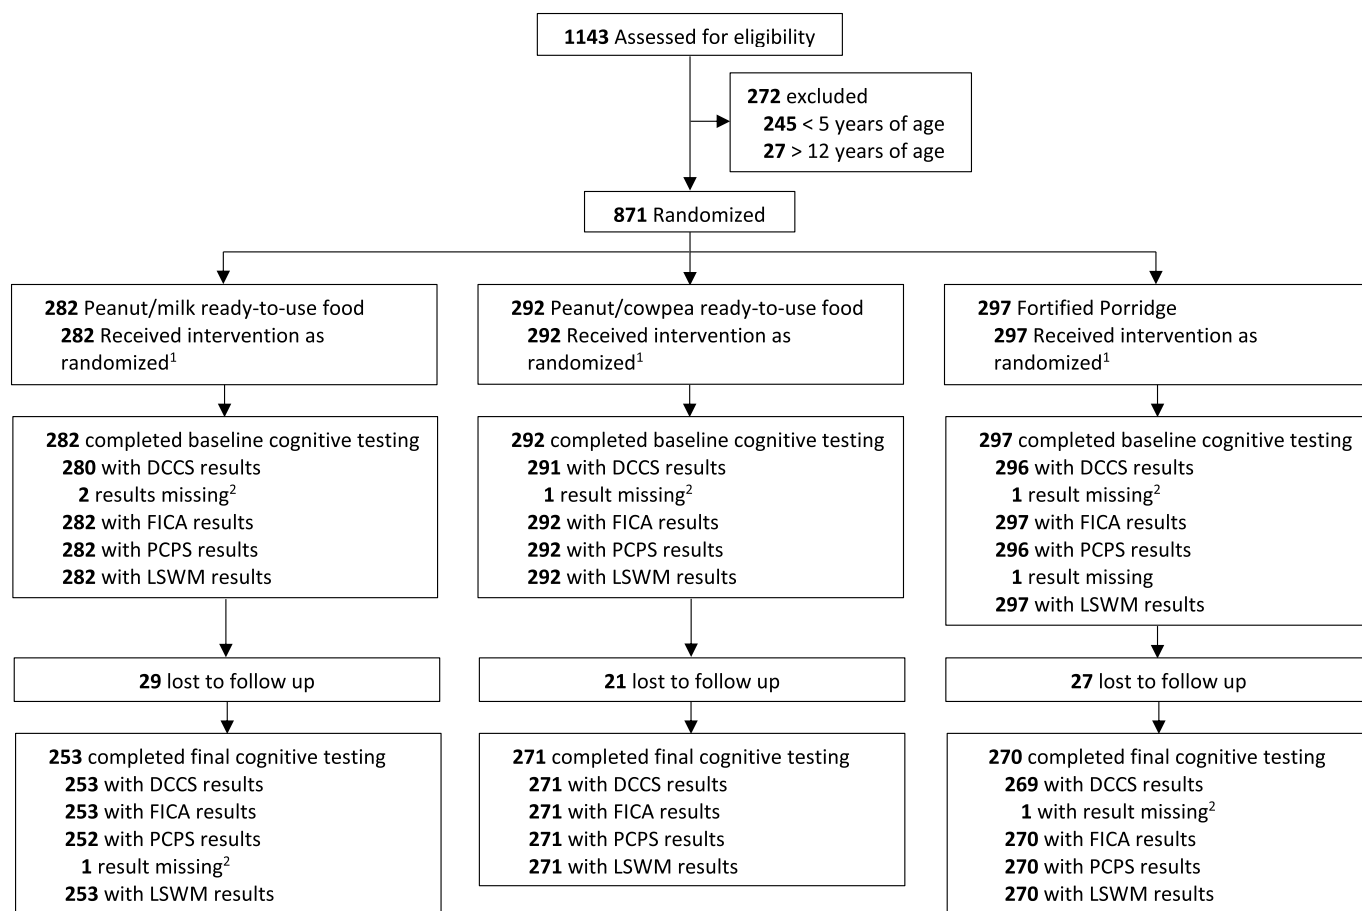 1143 Assessed for eligibility
272 excluded
245 < 5 years of age
27 > 12 years of age
871 Randomized
282 Peanut/milk ready-to-use food
282 Received intervention as
randomized1
292 Peanut/cowpea ready-to-use food
292 Received intervention as
randomized1
297 Fortified Porridge
297 Received intervention as
randomized1
282 completed baseline cognitive testing
280 with DCCS results
2 results missing2
282 with FICA results
282 with PCPS results
282 with LSWM results
292 completed baseline cognitive testing
291 with DCCS results
1 result missing2
292 with FICA results
292 with PCPS results
292 with LSWM results
297 completed baseline cognitive testing
296 with DCCS results
1 result missing2
297 with FICA results
296 with PCPS results
1 result missing
297 with LSWM results
29 lost to follow up
21 lost to follow up
27 lost to follow up
253 completed final cognitive testing
253 with DCCS results
253 with FICA results
252 with PCPS results
1 result missing2
253 with LSWM results
271 completed final cognitive testing
271 with DCCS results
271 with FICA results
271 with PCPS results
271 with LSWM results
270 completed final cognitive testing
269 with DCCS results
1 with result missing2
270 with FICA results
270 with PCPS results
270 with LSWM results